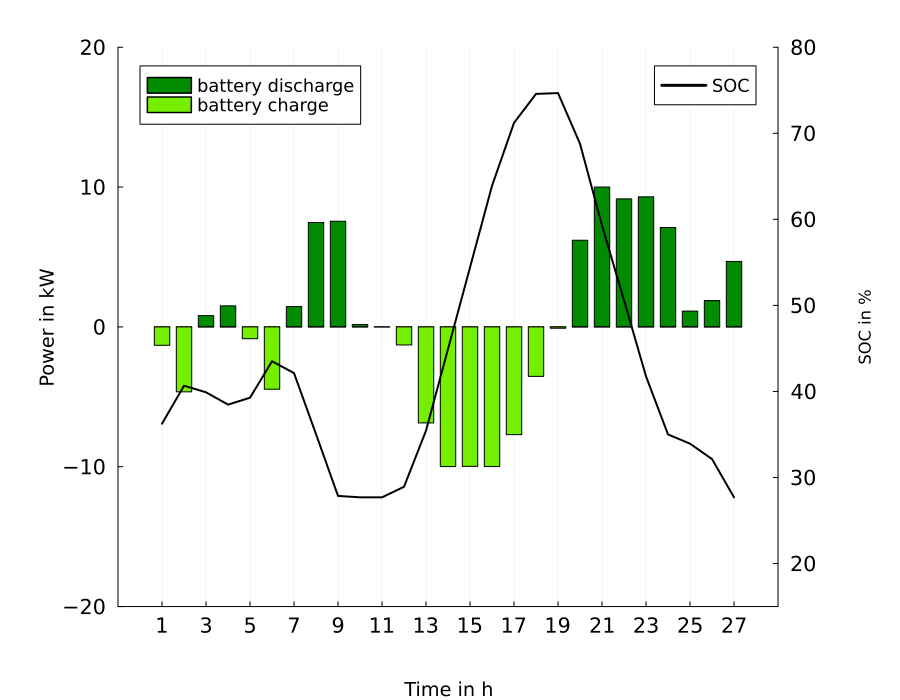 battery discharge
battery charge
SOC
20
10
0
−10
−20
80
70
60
50
40
30
20
1 3 5 7 9 11 13 15 17 19 21 23 25 27
Power in kW
SOC in %
Time in h